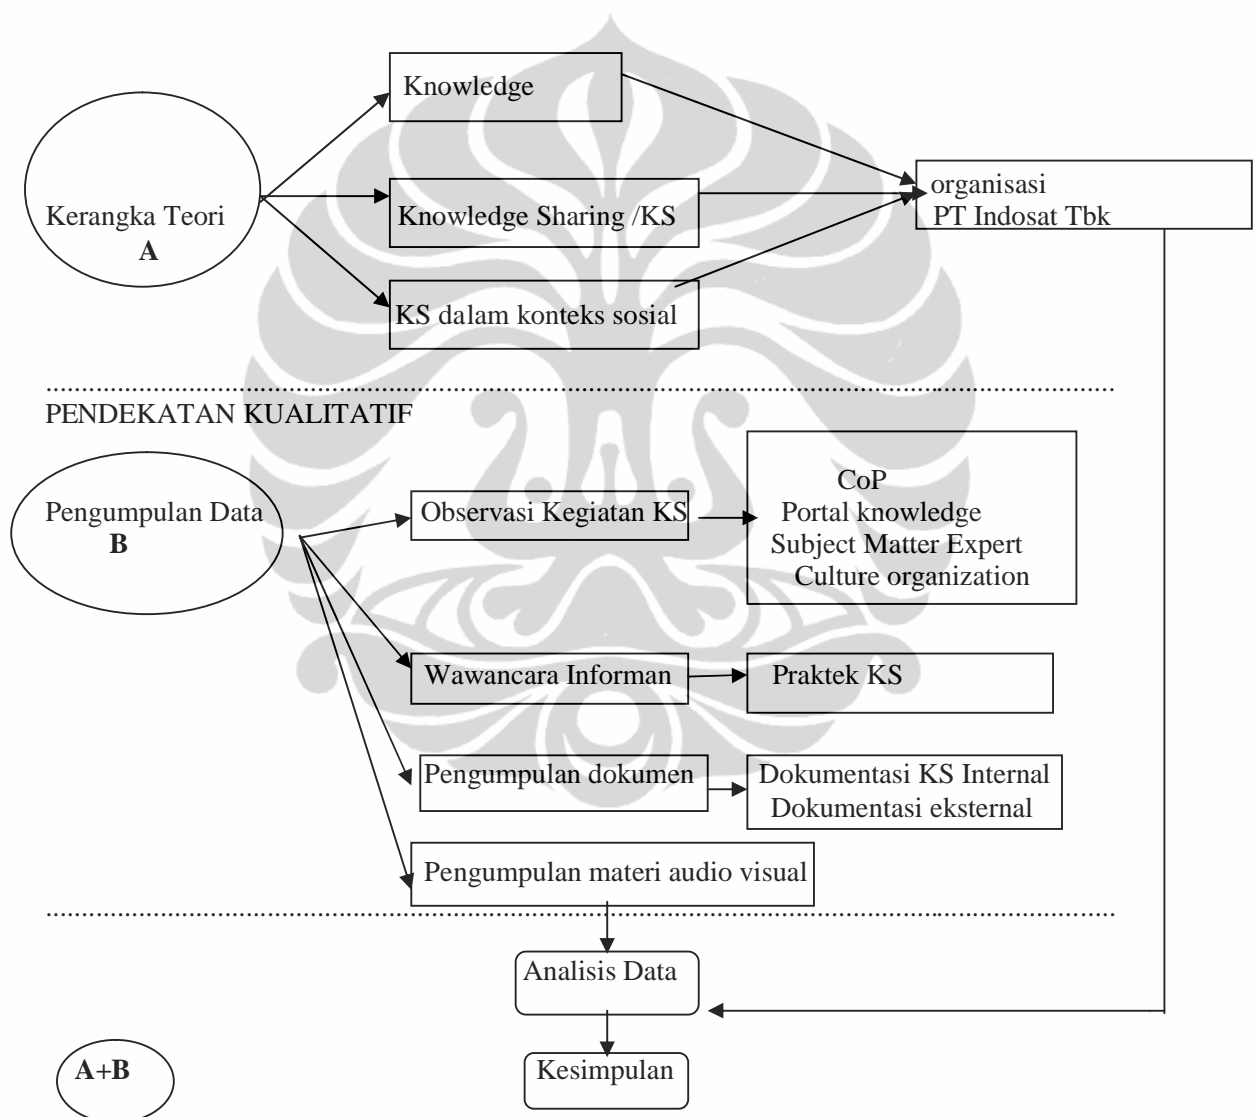 Knowledge
Kerangka Teori
A
Knowledge Sharing /KS
KS dalam konteks sosial
organisasi
PT Indosat Tbk
PENDEKATAN KUALITATIF
Pengumpulan Data
B
Observasi Kegiatan KS
CoP
Portal knowledge
Subject Matter Expert
Culture organization
Wawancara Informan
Praktek KS
Pengumpulan dokumen
Dokumentasi KS Internal
Dokumentasi eksternal
Pengumpulan materi audio visual
Analisis Data
A+B
Kesimpulan